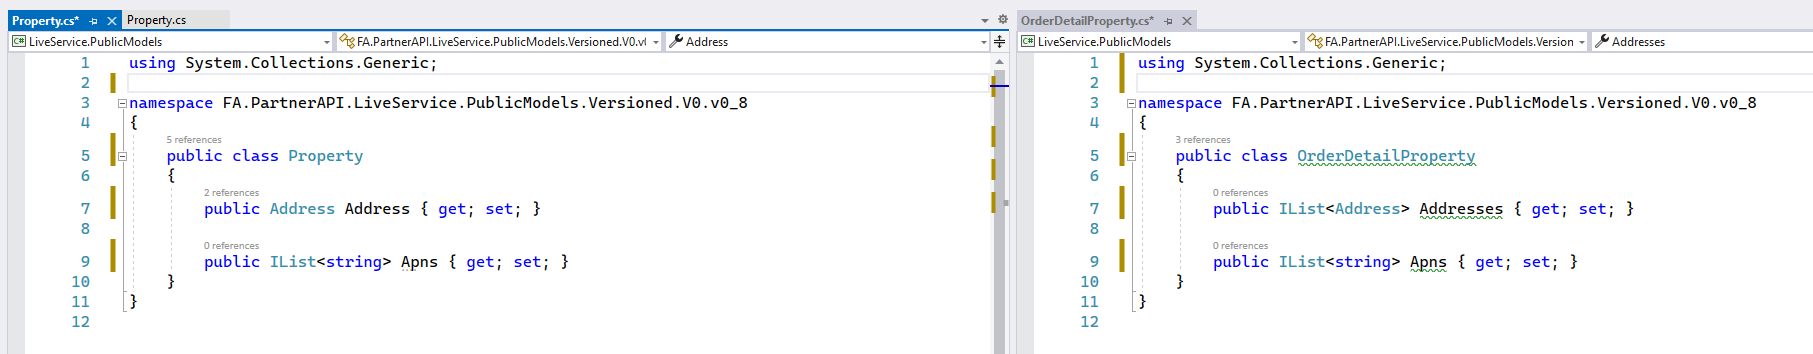 Property.cs*
Property.cs
LiveService.PublicModels
FA.PartnerAPI.LiveService.PublicModels.Versioned.V0.v(
Address
1 using System.Collections.Generic;
2
3 namespace FA.PartnerAPI.LiveService.PublicModels.Versioned.V0.v0_8
4 {
5 references
5 public class Property
6 {
2 references
7 public Address Address { get; set; }
8
0 references
9 public IList<string> Apns { get; set; }
10 }
11 }
12
OrderDetailProperty.cs*
C# LiveService.PublicModels
FA.PartnerAPI.LiveService.PublicModels.Version
Addresses
1 using System.Collections.Generic;
2
3 namespace FA.PartnerAPI.LiveService.PublicModels.Versioned.V0.v0_8
4 {
3 references
5 public class OrderDetailProperty
6 {
0 references
7 public IList<Address> Addresses { get; set; }
8
0 references
9 public IList<string> Apns { get; set; }
10 }
11 }
12